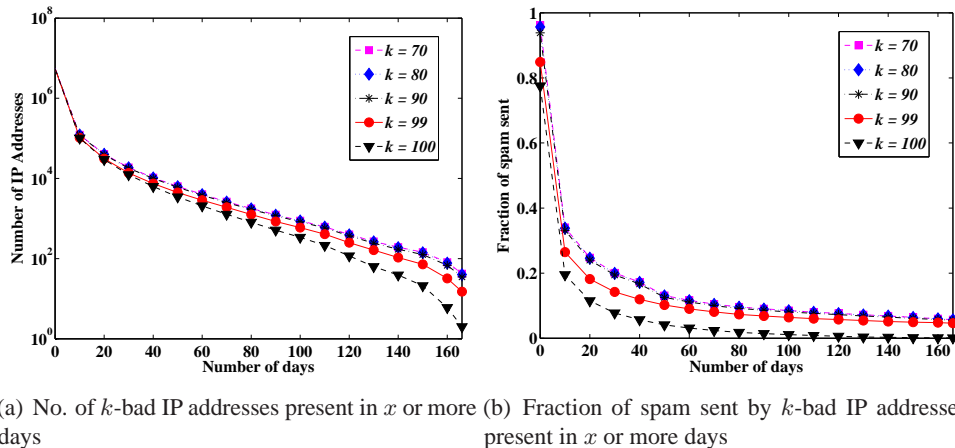 10^8
10^6
10^4
10^2
10^0
Number of IP Addresses
0 20 40 60 80 100 120 140 160
Number of days
k = 70
k = 80
k = 90
k = 99
k = 100
1
0.8
0.6
0.4
0.2
0
Fraction of spam sent
0 20 40 60 80 100 120 140 160
Number of days
k = 70
k = 80
k = 90
k = 99
k = 100
(a) No. of k-bad IP addresses present in x or more days
(b) Fraction of spam sent by k-bad IP addresse present in x or more days